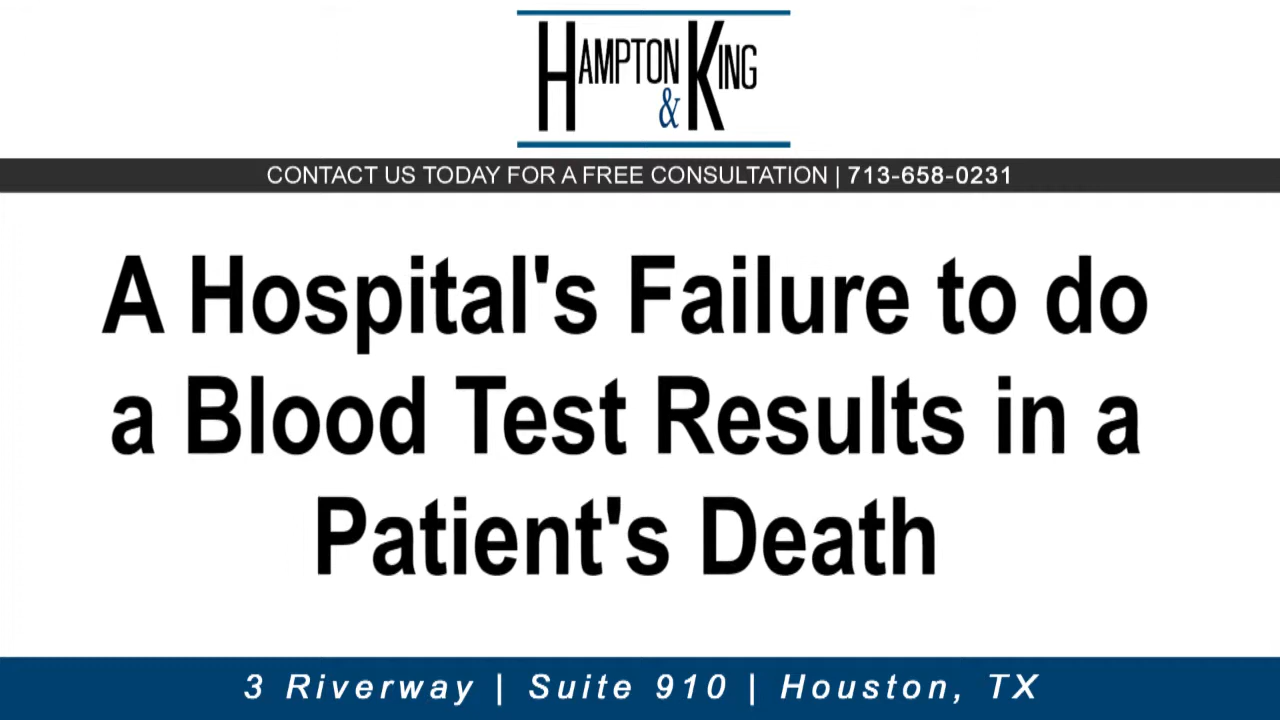 HAMPTON & KING
CONTACT US TODAY FOR A FREE CONSULTATION | 713-658-0231
A Hospital's Failure to do
a Blood Test Results in a
Patient's Death
3 Riverway | Suite 910 | Houston, TX